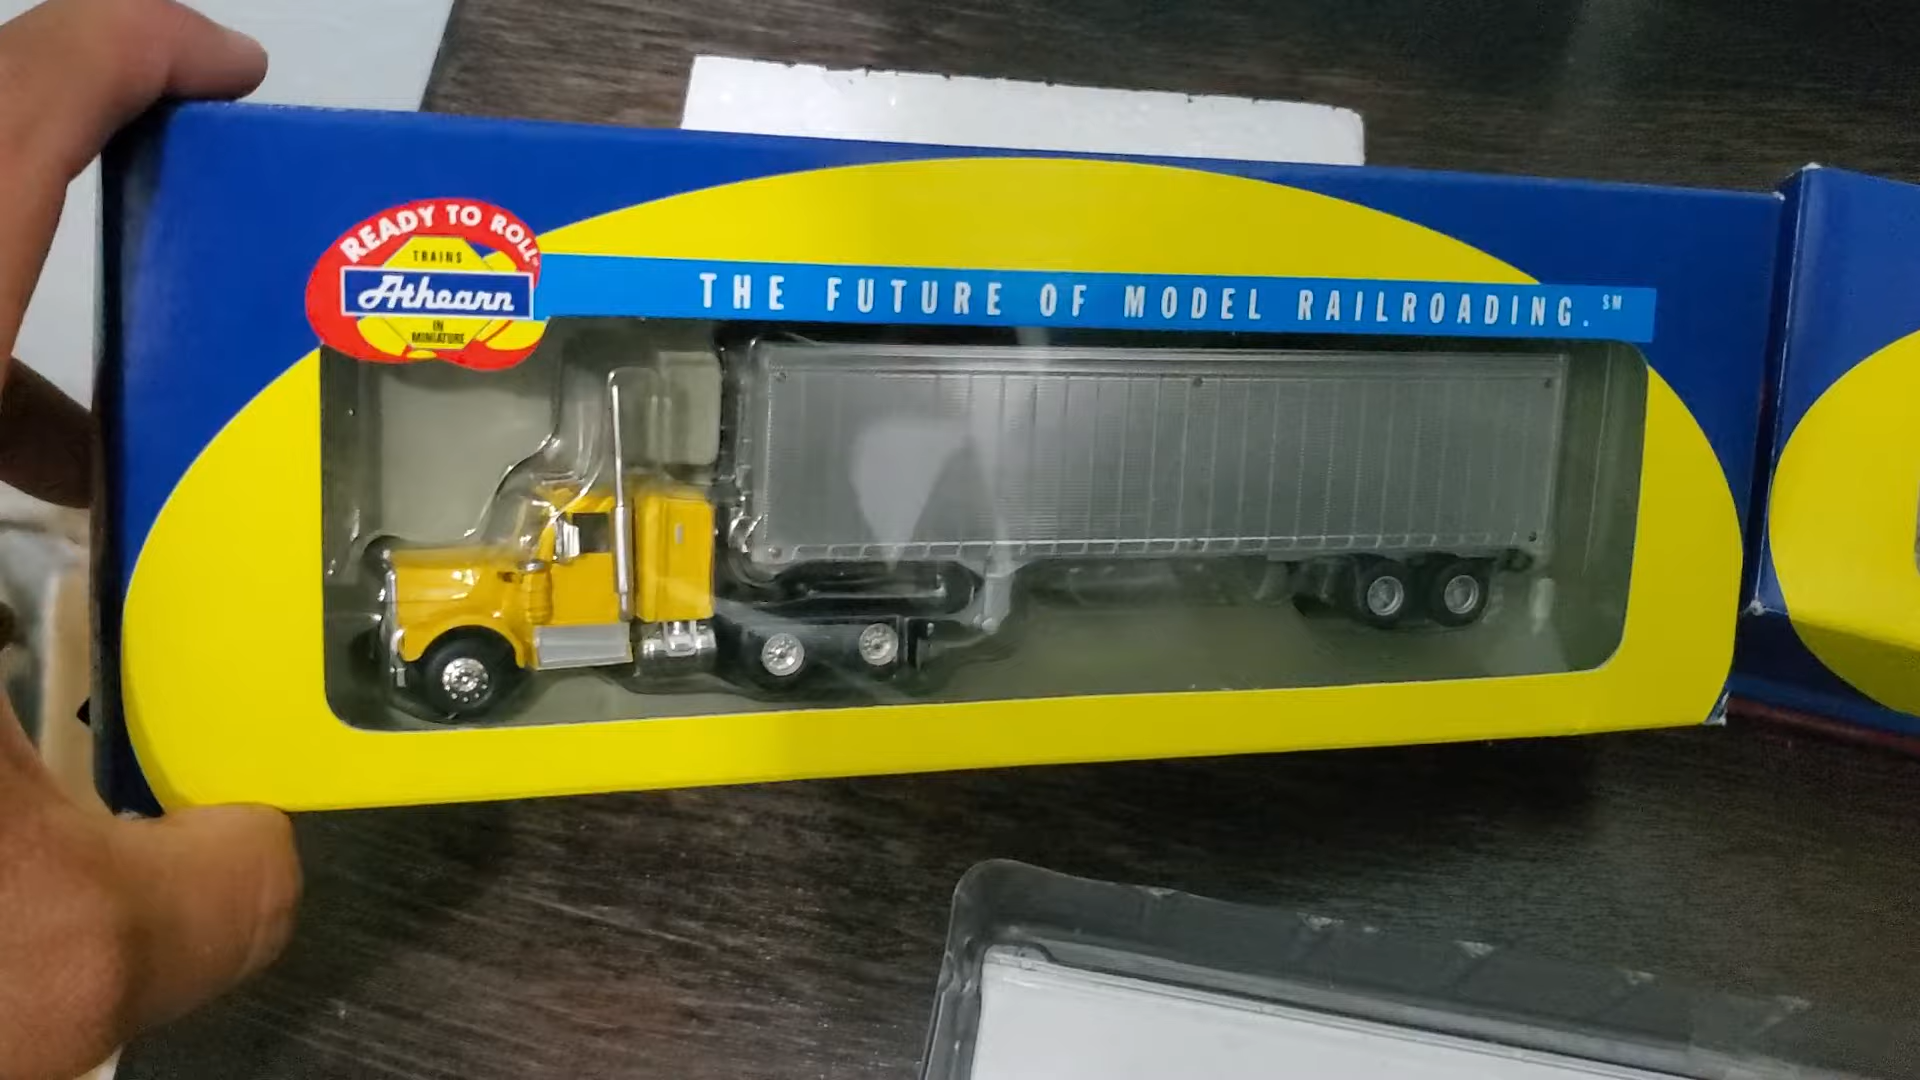 READY TO ROLL
TRAINS
Athearn
IN
MINIATURE
THE FUTURE OF MODEL RAILROADING.℠